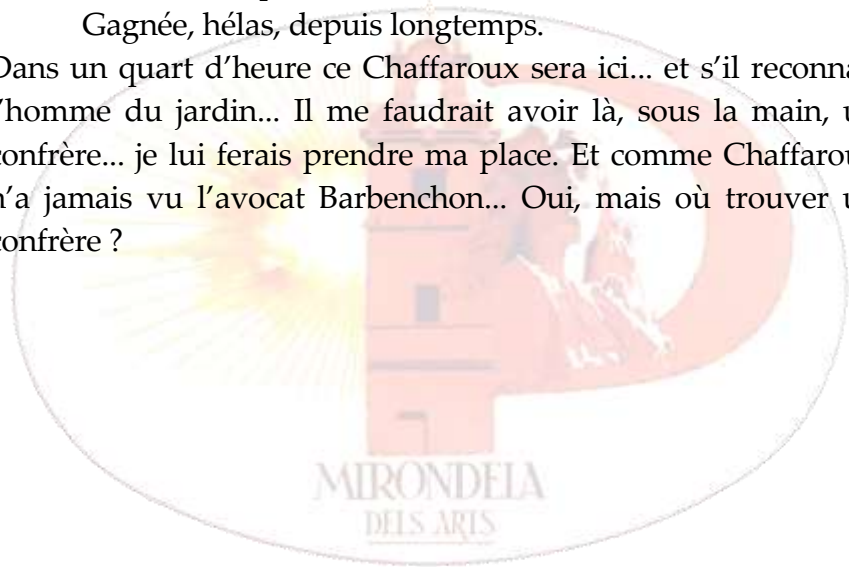 Gagnée, hélas, depuis longtemps.
Dans un quart d’heure ce Chaffaroux sera ici... et s’il reconna
l’homme du jardin... Il me faudrait avoir là, sous la main, u
confrère... je lui ferais prendre ma place. Et comme Chaffarou
n’a jamais vu l’avocat Barbenchon... Oui, mais où trouver u
confrère ?
MIRONDELA
DELS ARTS